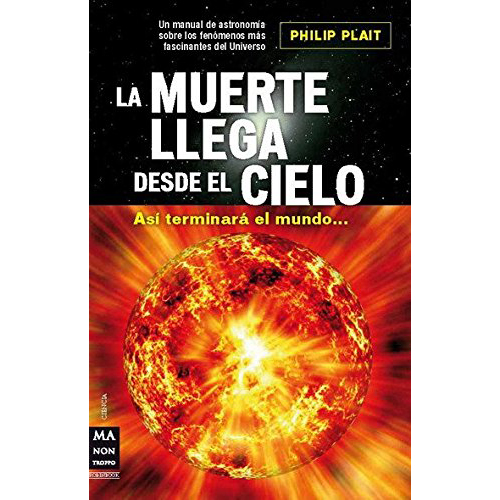 Un manual de astronomía
sobre los fenómenos más
fascinantes del Universo
PHILIP PLAIT
LA MUERTE
LLEGA
DESDE EL CIELO
Así terminará el mundo...
CIENCIA
MA
NON
TROPPO